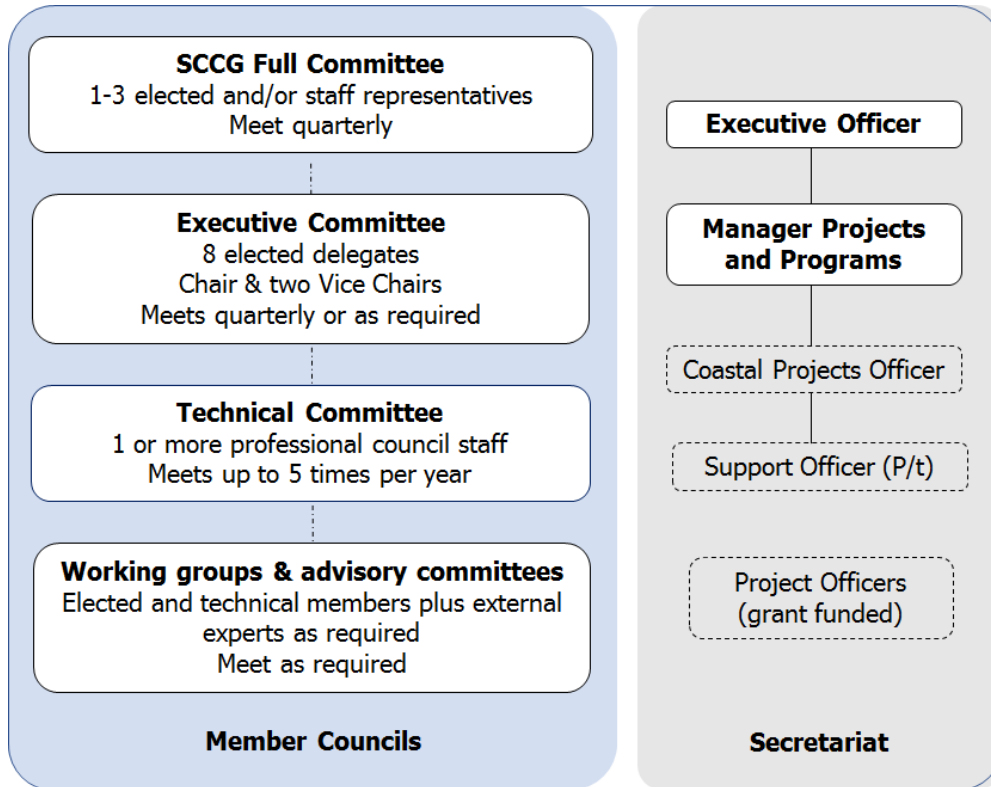 SCCG Full Committee
1-3 elected and/or staff representatives
Meet quarterly
Executive Committee
8 elected delegates
Chair & two Vice Chairs
Meets quarterly or as required
Technical Committee
1 or more professional council staff
Meets up to 5 times per year
Working groups & advisory committees
Elected and technical members plus external
experts as required
Meet as required
Member Councils
Executive Officer
Manager Projects
and Programs
Coastal Projects Officer
Support Officer (P/t)
Project Officers
(grant funded)
Secretariat